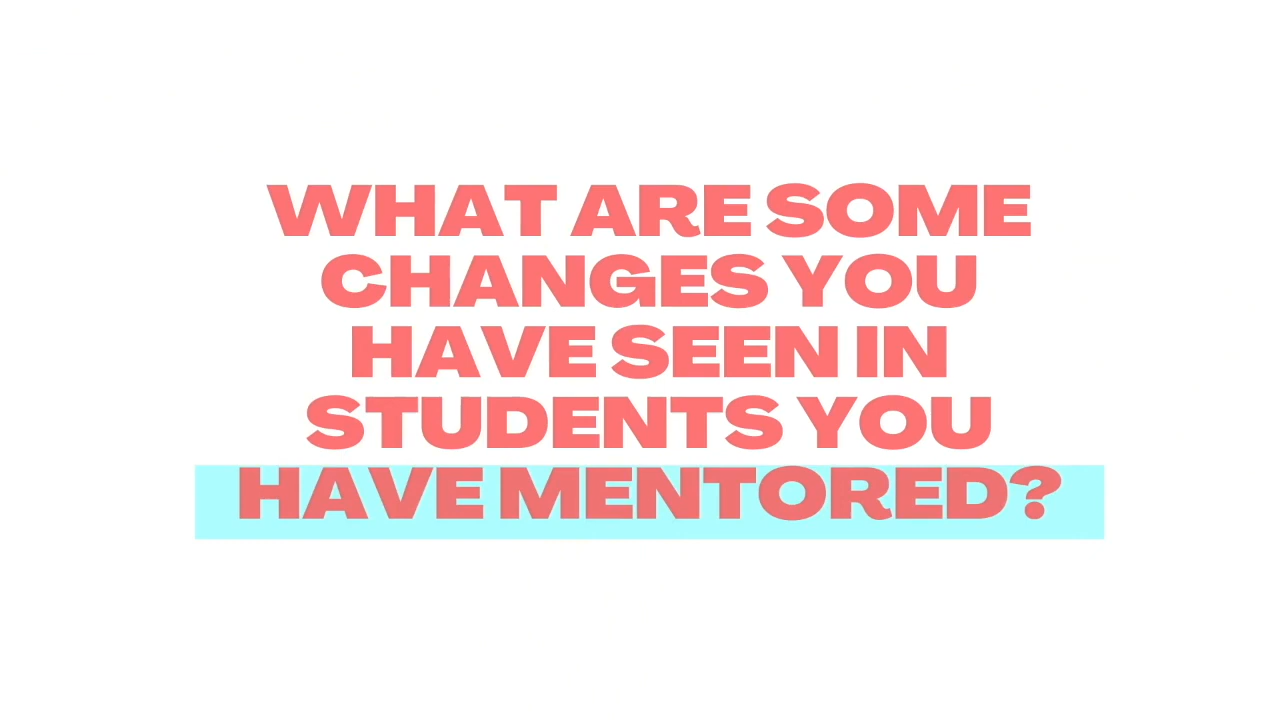 WHAT ARE SOME
CHANGES YOU
HAVE SEEN IN
STUDENTS YOU
HAVE MENTORED?